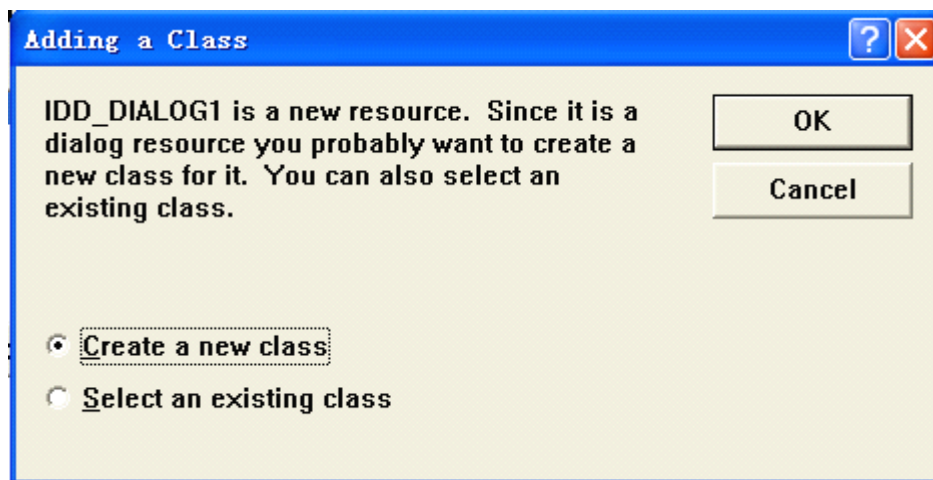 Adding a Class
IDD_DIALOG1 is a new resource. Since it is a
dialog resource you probably want to create a
new class for it. You can also select an
existing class.
OK
Cancel
Create a new class
Select an existing class